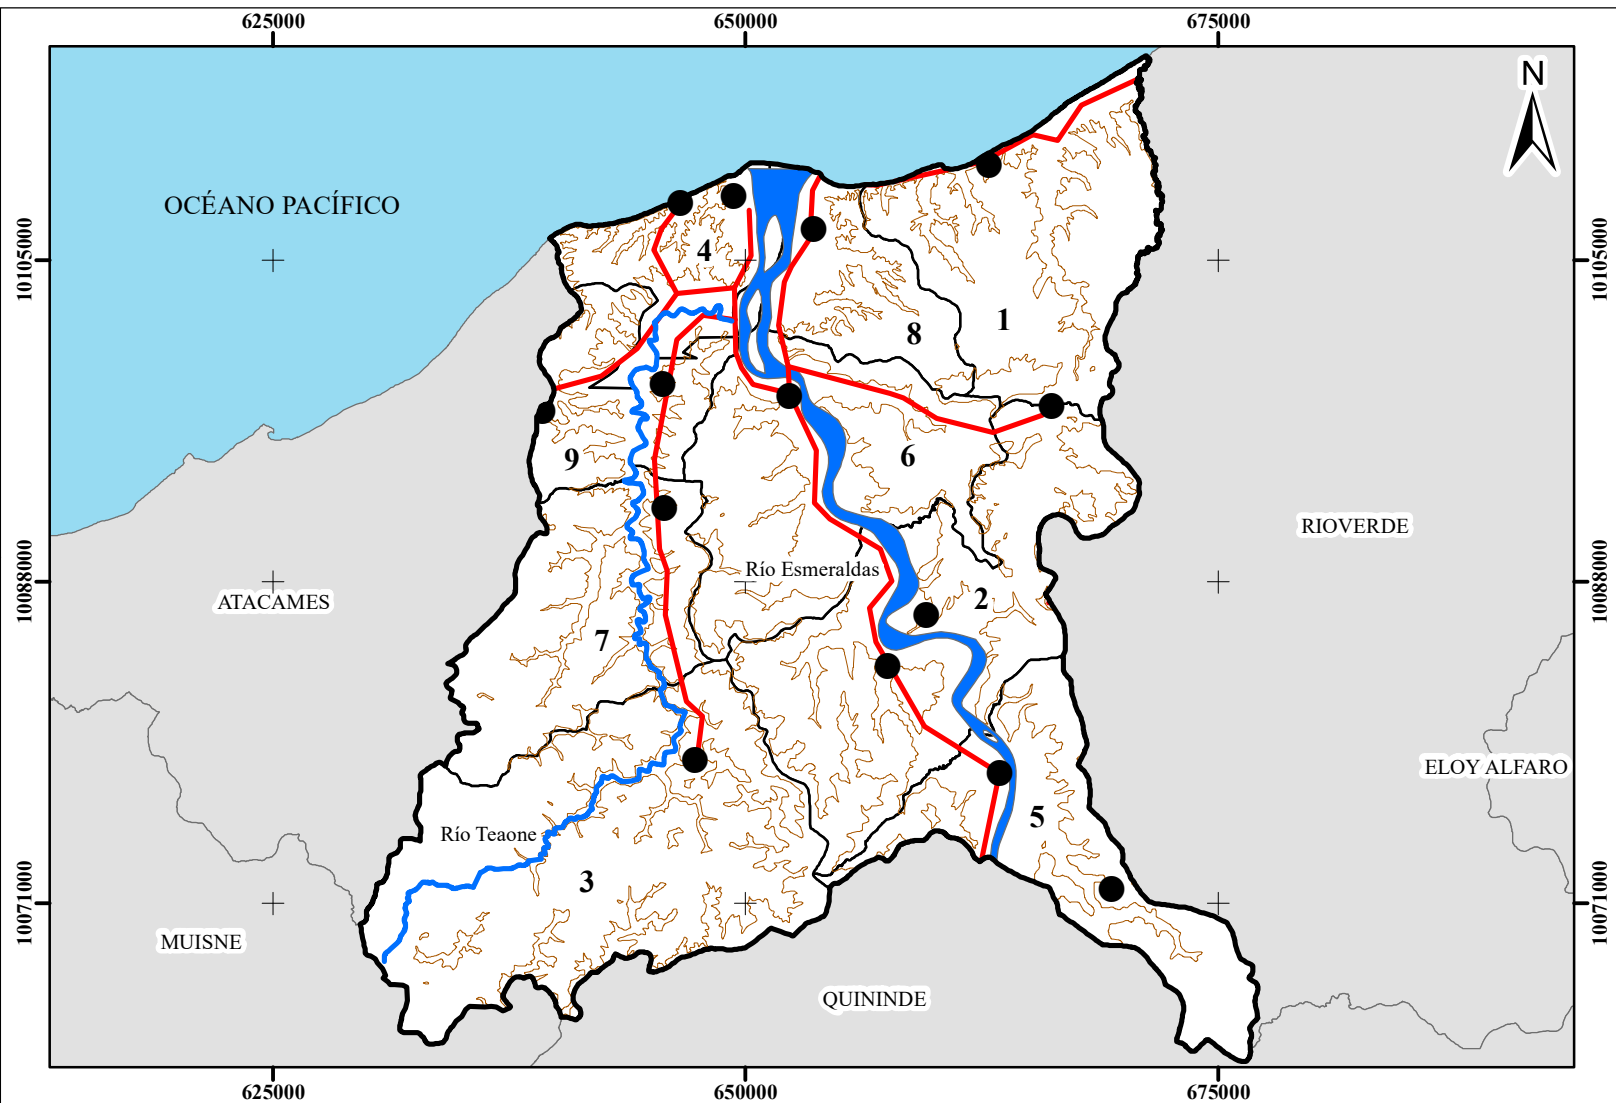 625000
650000
675000
N
OCÉANO PACÍFICO
10105000
10105000
4
1
8
9
6
RIOVERDE
Río Esmeraldas
10088000
10088000
ATACAMES
2
7
ELOY ALFARO
5
Río Teaone
3
10071000
10071000
MUISNE
QUININDE
625000
650000
675000